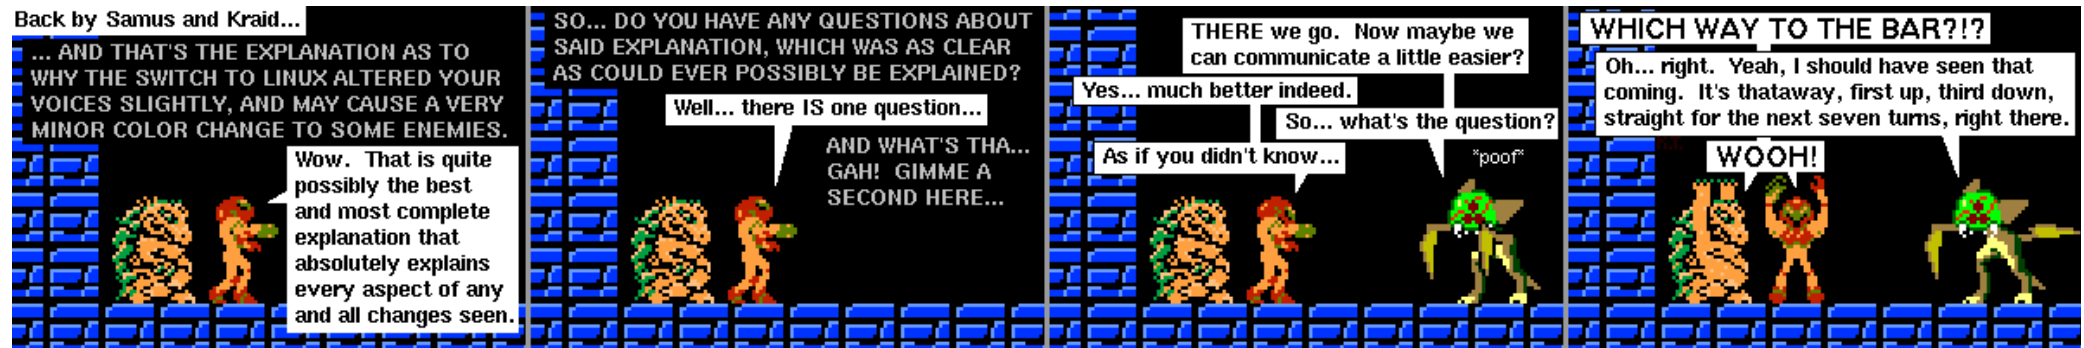 Back by Samus and Kraid...
... AND THAT'S THE EXPLANATION AS TO
WHY THE SWITCH TO LINUX ALTERED YOUR
VOICES SLIGHTLY, AND MAY CAUSE A VERY
MINOR COLOR CHANGE TO SOME ENEMIES.
Wow. That is quite
possibly the best
and most complete
explanation that
absolutely explains
every aspect of any
and all changes seen.
SO... DO YOU HAVE ANY QUESTIONS ABOUT
SAID EXPLANATION, WHICH WAS AS CLEAR
AS COULD EVER POSSIBLY BE EXPLAINED?
Well... there IS one question...
AND WHAT'S THA...
GAH! GIMME A
SECOND HERE...
THERE we go. Now maybe we
can communicate a little easier?
Yes... much better indeed.
So... what's the question?
As if you didn't know...
*poof*
WHICH WAY TO THE BAR?!?
Oh... right. Yeah, I should have seen that
coming. It's thataway, first up, third down,
straight for the next seven turns, right there.
WOOH!